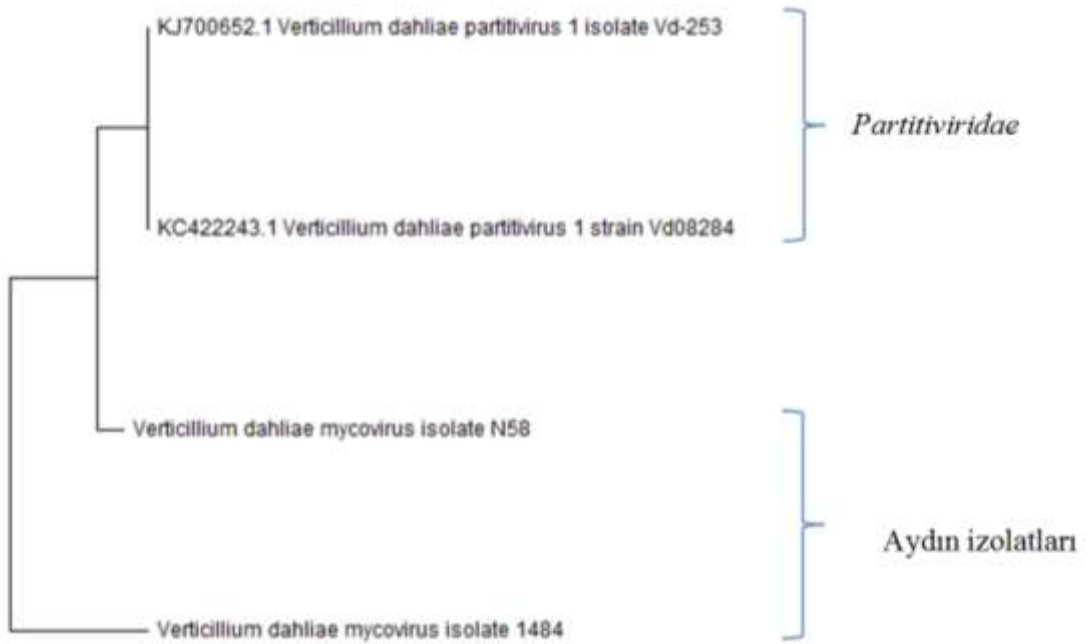 KJ700652.1 Verticillium dahliae partitivirus 1 isolate Vd-253
Partitiviridae
KC422243.1 Verticillium dahliae partitivirus 1 strain Vd08284
Verticillium dahliae mycovirus isolate N58
Aydın izolatları
Verticillium dahliae mycovirus isolate 1484